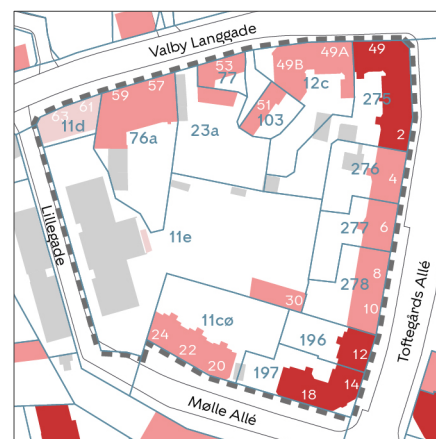 Valby Langgade
49A
49
49B
12c
53
77
57
59
61
63
11d
51
103
275
2
76a
23a
276
4
277
6
11e
Lillegade
278
8
10
30
11cø
24
22
20
196
12
197
14
18
Toftegårds Allé
Mølle Allé